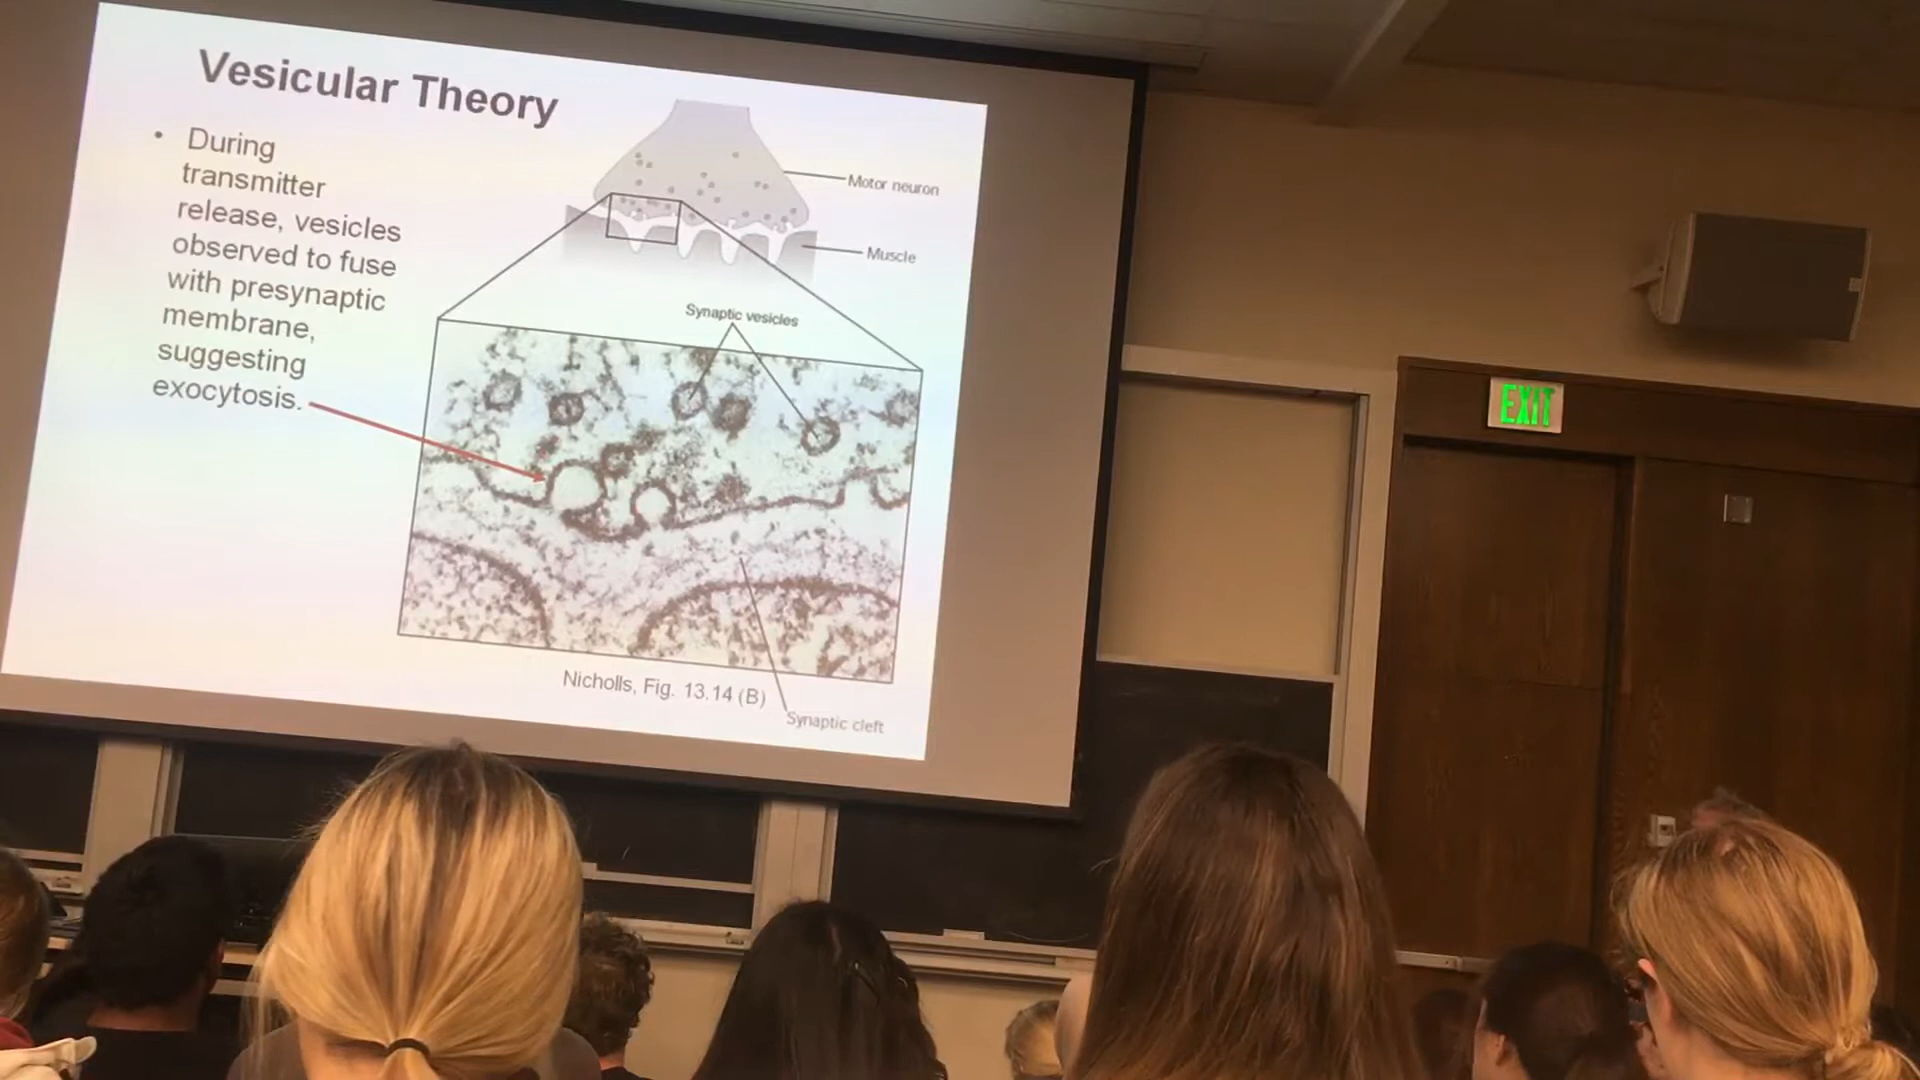 Vesicular Theory
• During
transmitter
release, vesicles
observed to fuse
with presynaptic
membrane,
suggesting
exocytosis.
Motor neuron
Muscle
Synaptic vesicles
Nicholls, Fig. 13.14 (B)
Synaptic cleft
EXIT